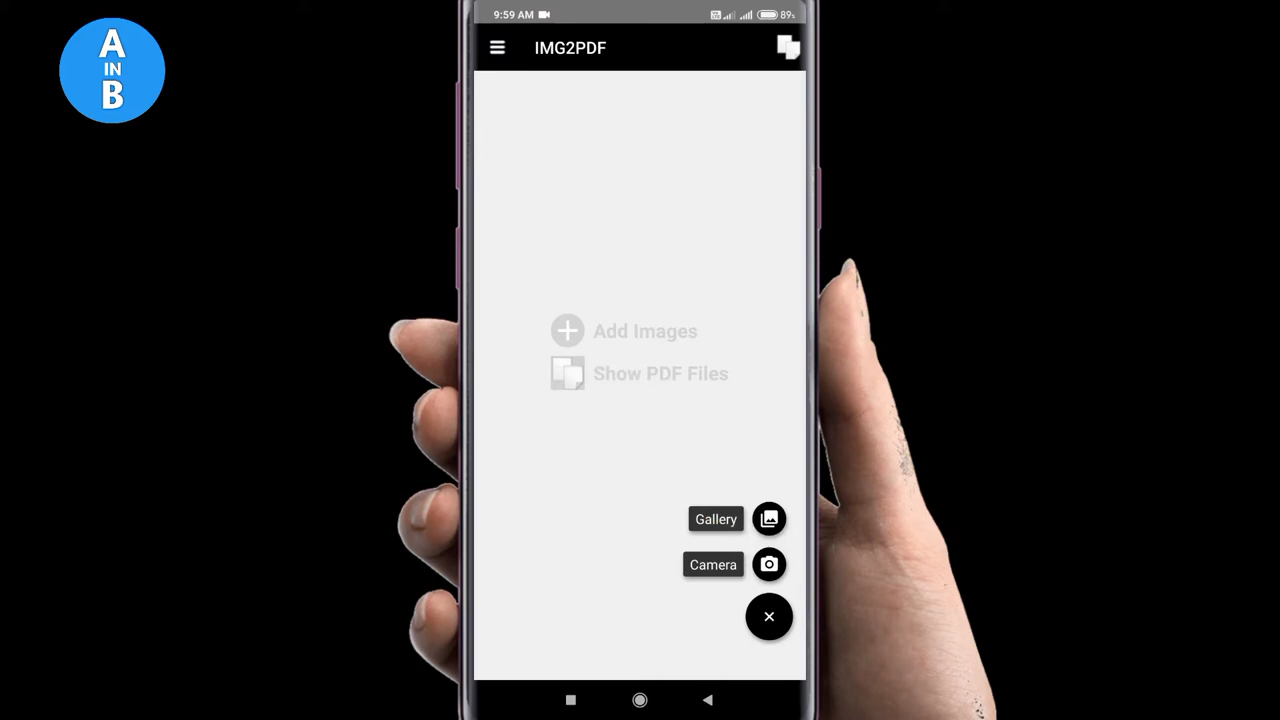 A
IN
B
9:59 AM
89%
IMG2PDF
Add Images
Show PDF Files
Gallery
Camera